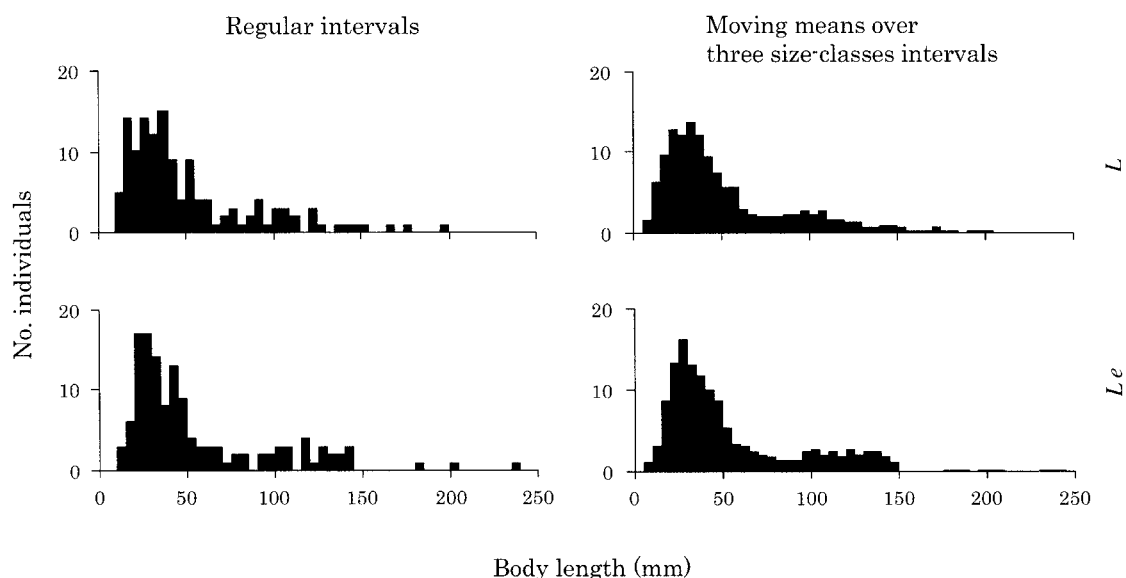 Regular intervals
Moving means over
three size-classes intervals
20
10
0
20
10
0
L
No. individuals
20
10
0
0 50 100 150 200 250
20
10
0
0 50 100 150 200 250
Le
Body length (mm)